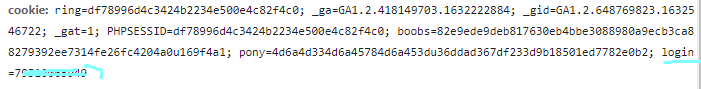 cookie: ring=df78996d4c3424b2234e500e4c82f4c0; _ga=GA1.2.418149703.1632222884; _gid=GA1.2.648769823.16325
46722; _gat=1; PHPSESSID=df78996d4c3424b2234e500e4c82f4c0; boobs=82e9ede9deb817630eb4bbe3088980a9ecb3ca8
8279392ee7314fe26fc4204a0u169f4a1; pony=4d6a4d334d6a45784d6a453du36ddad367df233d9b18501ed7782e0b2; login